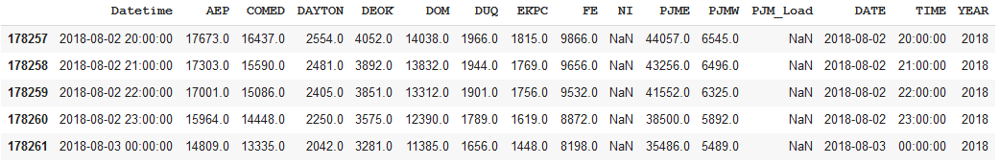 Datetime AEP COMED DAYTON DEOK DOM DUQ EKPC FE NI PJME PJMW PJM_Load DATE TIME YEAR
178257 2018-08-02 20:00:00 17673.0 16437.0 2554.0 4052.0 14038.0 1966.0 1815.0 9866.0 NaN 44057.0 6545.0 NaN 2018-08-02 20:00:00 2018
178258 2018-08-02 21:00:00 17303.0 15590.0 2481.0 3892.0 13832.0 1944.0 1769.0 9656.0 NaN 43256.0 6496.0 NaN 2018-08-02 21:00:00 2018
178259 2018-08-02 22:00:00 17001.0 15086.0 2405.0 3851.0 13312.0 1901.0 1756.0 9532.0 NaN 41552.0 6325.0 NaN 2018-08-02 22:00:00 2018
178260 2018-08-02 23:00:00 15964.0 14448.0 2250.0 3575.0 12390.0 1789.0 1619.0 8872.0 NaN 38500.0 5892.0 NaN 2018-08-02 23:00:00 2018
178261 2018-08-03 00:00:00 14809.0 13335.0 2042.0 3281.0 11385.0 1656.0 1448.0 8198.0 NaN 35486.0 5489.0 NaN 2018-08-03 00:00:00 2018